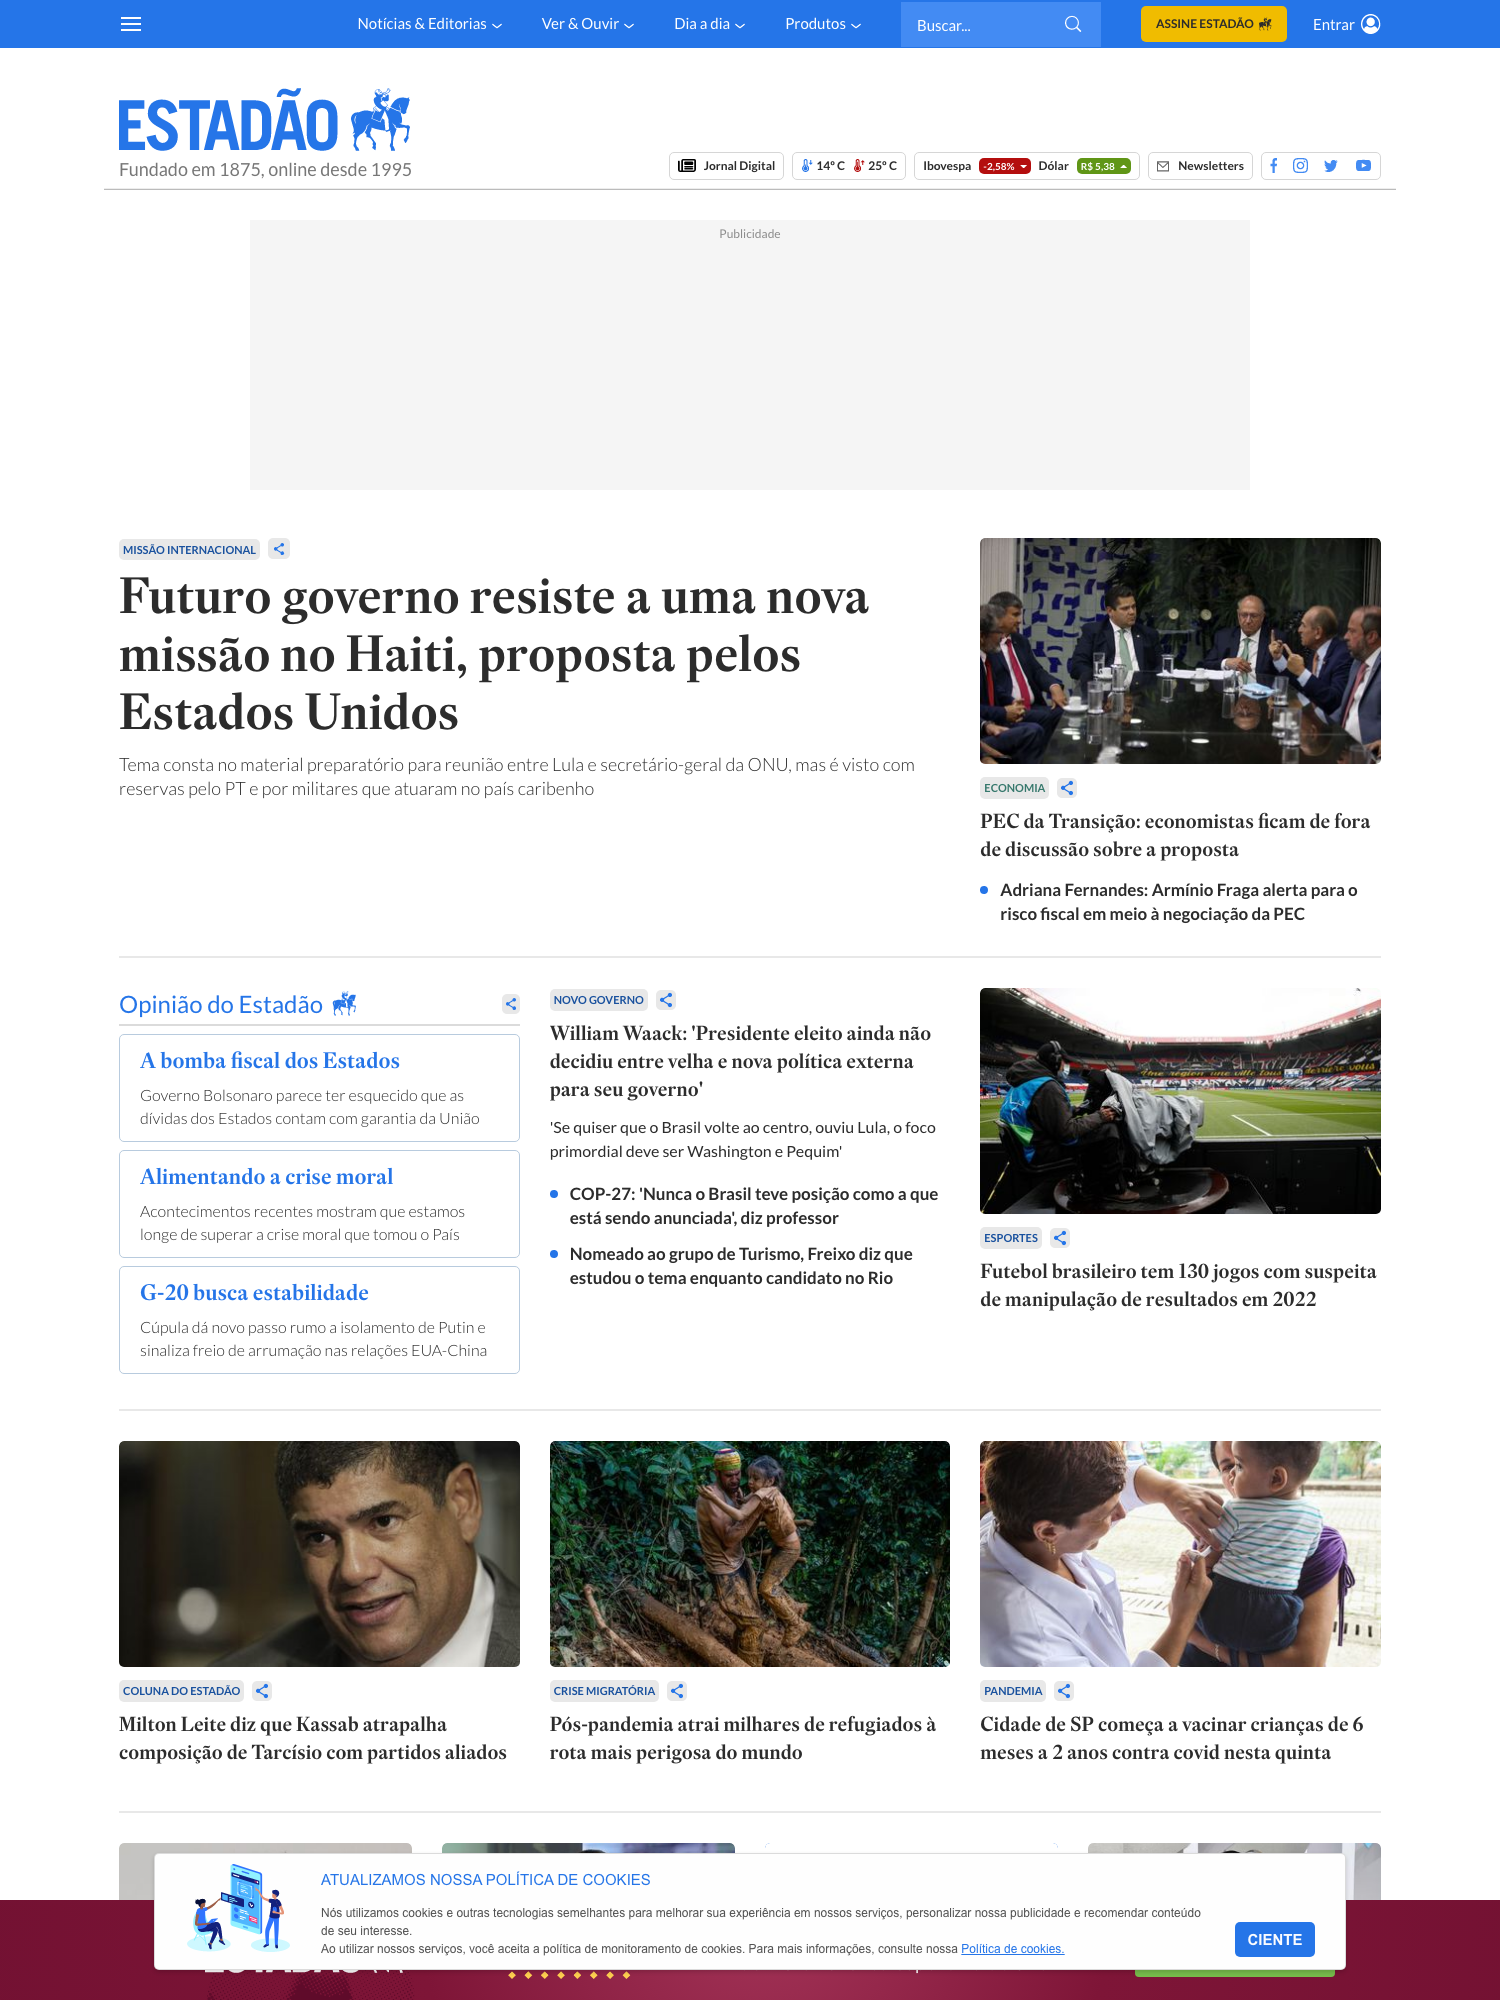 Notícias & Editorias
Ver & Ouvir
Dia a dia
Produtos
Buscar...
ASSINE ESTADÃO
Entrar
ESTADÃO
Fundado em 1875, online desde 1995
Jornal Digital
14º C 25º C
Ibovespa -2,58% Dólar R$ 5,38
Newsletters
Publicidade
MISSÃO INTERNACIONAL
Futuro governo resiste a uma nova
missão no Haiti, proposta pelos
Estados Unidos
Tema consta no material preparatório para reunião entre Lula e secretário-geral da ONU, mas é visto com
reservas pelo PT e por militares que atuaram no país caribenho
ECONOMIA
PEC da Transição: economistas ficam de fora
de discussão sobre a proposta
Adriana Fernandes: Armínio Fraga alerta para o
risco fiscal em meio à negociação da PEC
Opinião do Estadão
A bomba fiscal dos Estados
Governo Bolsonaro parece ter esquecido que as
dívidas dos Estados contam com garantia da União
Alimentando a crise moral
Acontecimentos recentes mostram que estamos
longe de superar a crise moral que tomou o País
G-20 busca estabilidade
Cúpula dá novo passo rumo a isolamento de Putin e
sinaliza freio de arrumação nas relações EUA-China
NOVO GOVERNO
William Waack: 'Presidente eleito ainda não
decidiu entre velha e nova política externa
para seu governo'
'Se quiser que o Brasil volte ao centro, ouviu Lula, o foco
primordial deve ser Washington e Pequim'
COP-27: 'Nunca o Brasil teve posição como a que
está sendo anunciada', diz professor
Nomeado ao grupo de Turismo, Freixo diz que
estudou o tema enquanto candidato no Rio
ESPORTES
Futebol brasileiro tem 130 jogos com suspeita
de manipulação de resultados em 2022
COLUNA DO ESTADÃO
Milton Leite diz que Kassab atrapalha
composição de Tarcísio com partidos aliados
CRISE MIGRATÓRIA
Pós-pandemia atrai milhares de refugiados à
rota mais perigosa do mundo
PANDEMIA
Cidade de SP começa a vacinar crianças de 6
meses a 2 anos contra covid nesta quinta
ATUALIZAMOS NOSSA POLÍTICA DE COOKIES
Nós utilizamos cookies e outras tecnologias semelhantes para melhorar sua experiência em nossos serviços, personalizar nossa publicidade e recomendar conteúdo
de seu interesse.
Ao utilizar nossos serviços, você aceita a política de monitoramento de cookies. Para mais informações, consulte nossa Política de cookies.
CIENTE